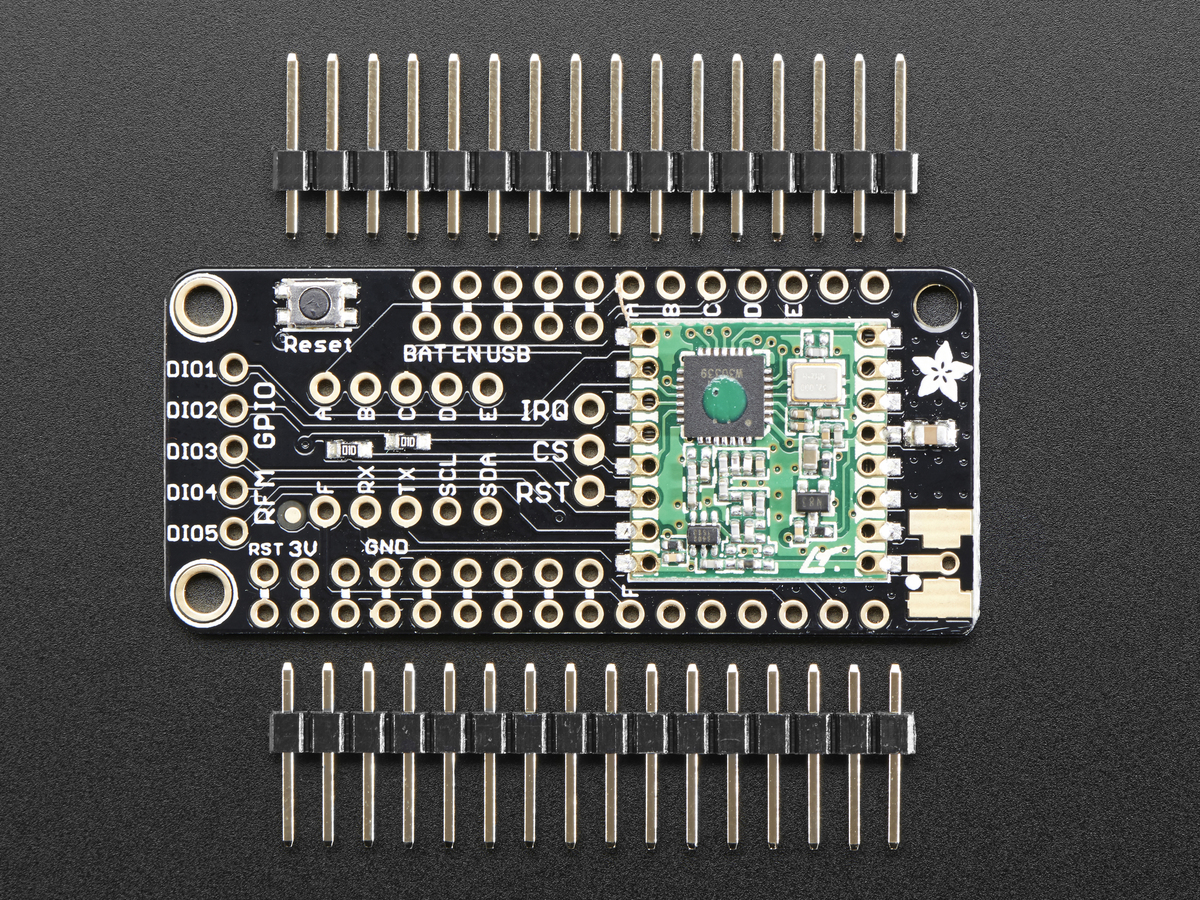 Reset
A B C D E
BAT EN USB
DIO1
DIO2
DIO3
DIO4
DIO5
GPIO
RFM
A B C D E
IRQ
CS
RST
F RX TX SCL SDA
RST 3V GND
F